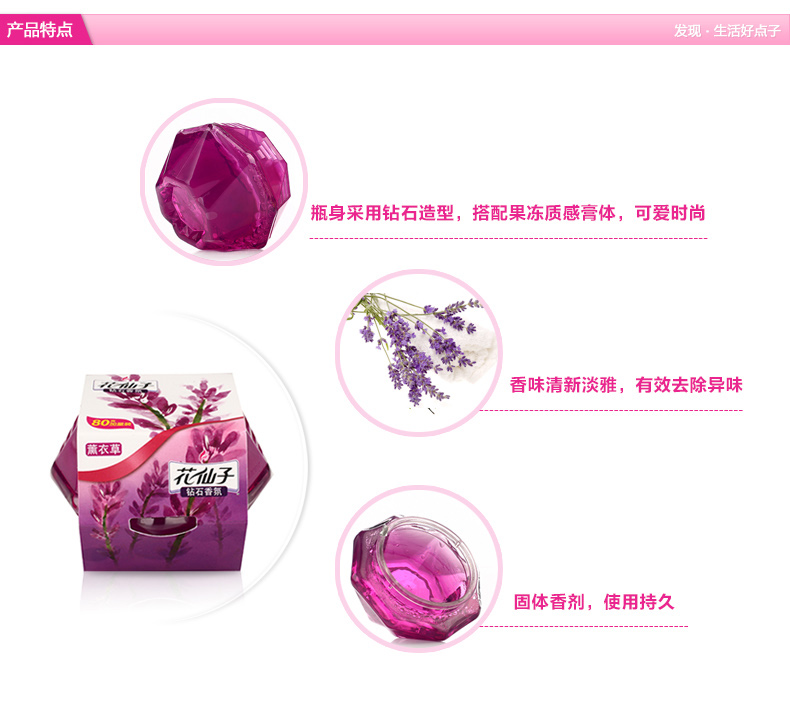 产品特点
发现 · 生活好点子
瓶身采用钻石造型，搭配果冻质感膏体，可爱时尚
香味清新淡雅，有效去除异味
花仙子
薰衣草
花仙子
钻石香氛
固体香剂，使用持久